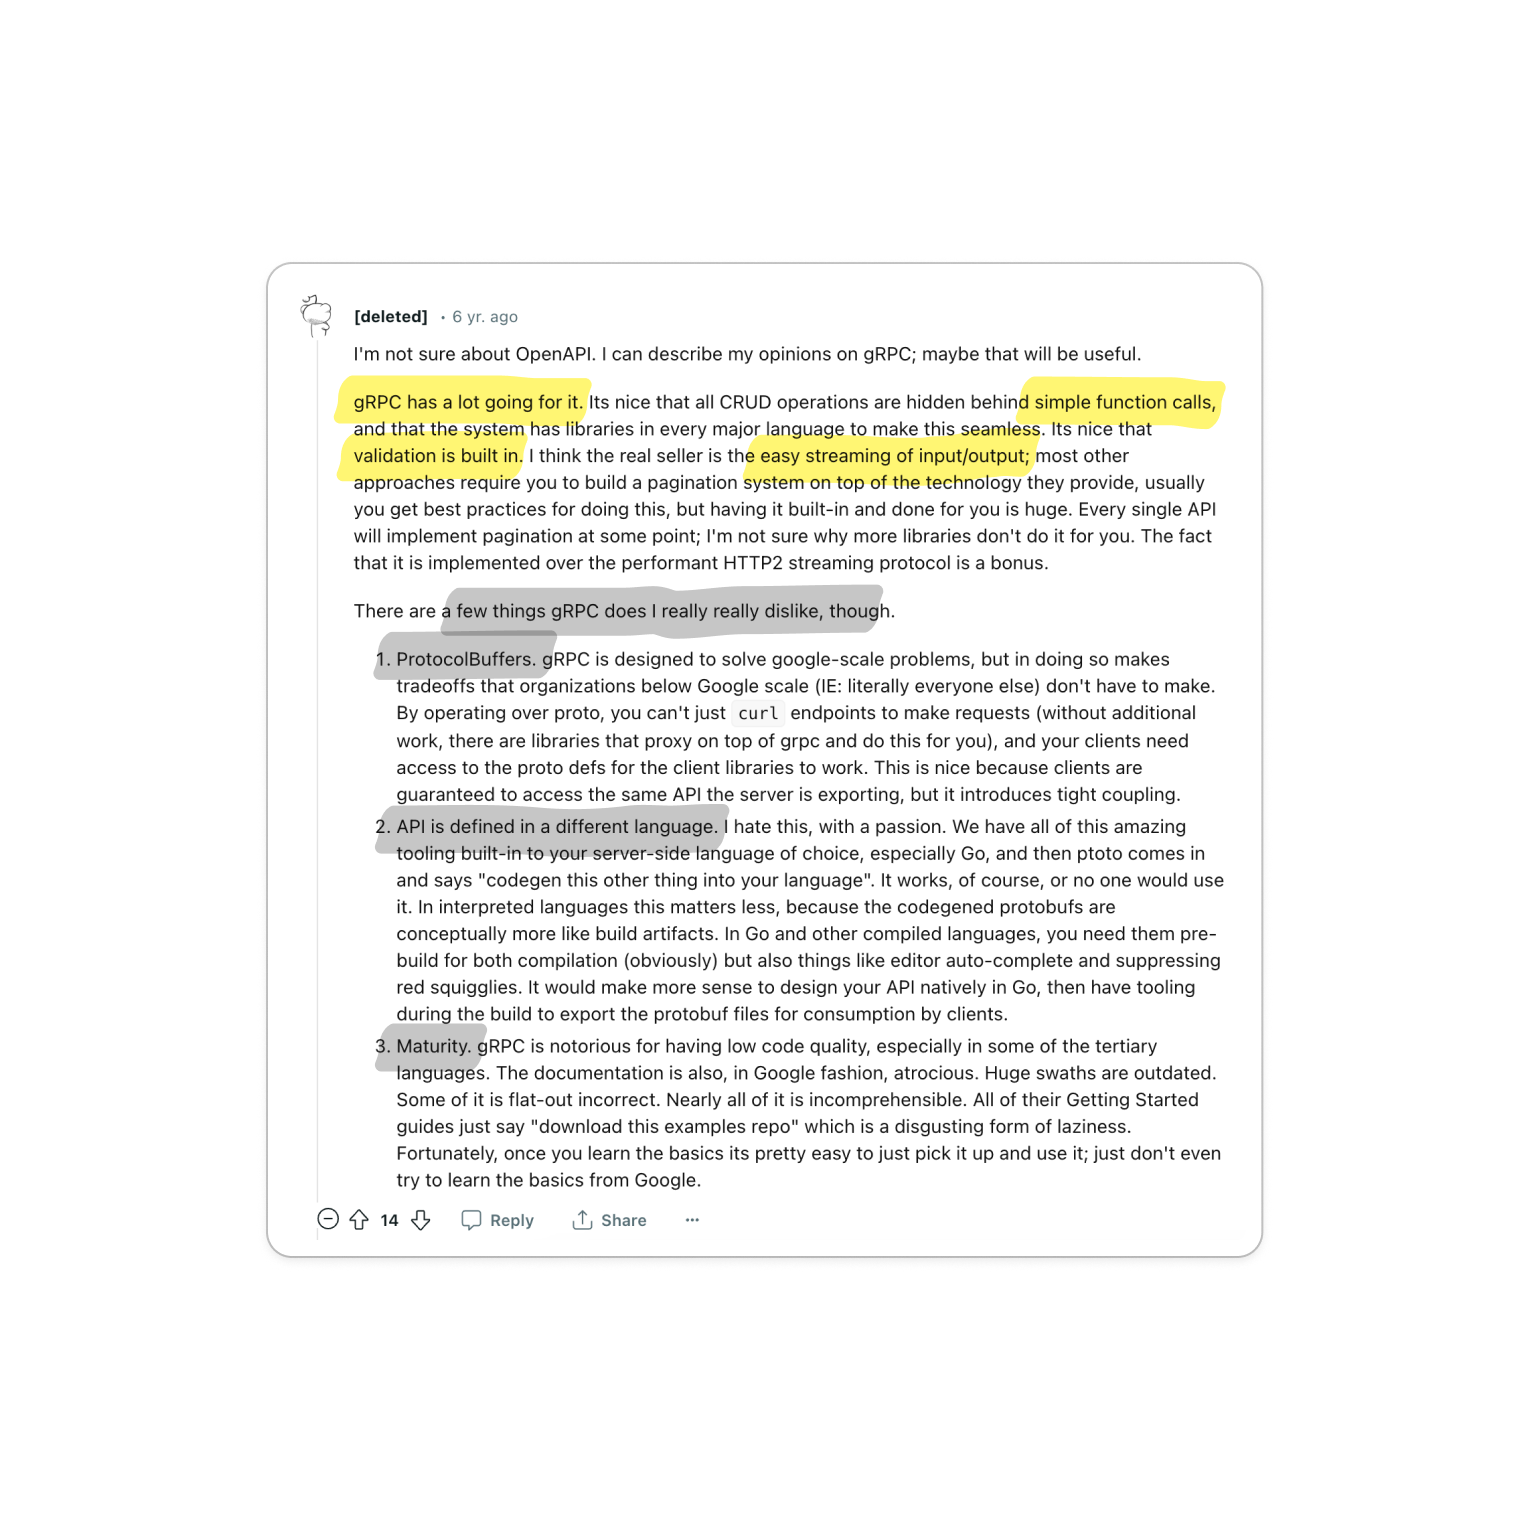 [deleted] • 6 yr. ago
I'm not sure about OpenAPI. I can describe my opinions on gRPC; maybe that will be useful.
gRPC has a lot going for it. Its nice that all CRUD operations are hidden behind simple function calls,
and that the system has libraries in every major language to make this seamless. Its nice that
validation is built in. I think the real seller is the easy streaming of input/output; most other
approaches require you to build a pagination system on top of the technology they provide, usually
you get best practices for doing this, but having it built-in and done for you is huge. Every single API
will implement pagination at some point; I'm not sure why more libraries don't do it for you. The fact
that it is implemented over the performant HTTP2 streaming protocol is a bonus.
There are a few things gRPC does I really really dislike, though.
1. ProtocolBuffers. gRPC is designed to solve google-scale problems, but in doing so makes
tradeoffs that organizations below Google scale (IE: literally everyone else) don't have to make.
By operating over proto, you can't just curl endpoints to make requests (without additional
work, there are libraries that proxy on top of grpc and do this for you), and your clients need
access to the proto defs for the client libraries to work. This is nice because clients are
guaranteed to access the same API the server is exporting, but it introduces tight coupling.
2. API is defined in a different language. I hate this, with a passion. We have all of this amazing
tooling built-in to your server-side language of choice, especially Go, and then ptoto comes in
and says "codegen this other thing into your language". It works, of course, or no one would use
it. In interpreted languages this matters less, because the codegened protobufs are
conceptually more like build artifacts. In Go and other compiled languages, you need them pre-
build for both compilation (obviously) but also things like editor auto-complete and suppressing
red squigglies. It would make more sense to design your API natively in Go, then have tooling
during the build to export the protobuf files for consumption by clients.
3. Maturity. gRPC is notorious for having low code quality, especially in some of the tertiary
languages. The documentation is also, in Google fashion, atrocious. Huge swaths are outdated.
Some of it is flat-out incorrect. Nearly all of it is incomprehensible. All of their Getting Started
guides just say "download this examples repo" which is a disgusting form of laziness.
Fortunately, once you learn the basics its pretty easy to just pick it up and use it; just don't even
try to learn the basics from Google.
14 Reply Share ...